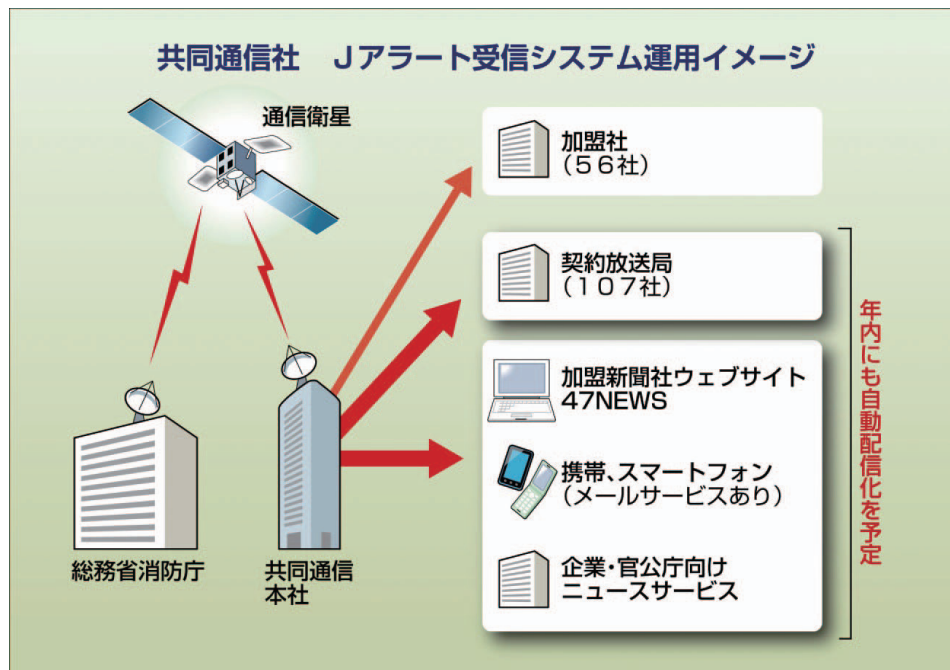 共同通信社　Jアラート受信システム運用イメージ
通信衛星
加盟社
（56社）
契約放送局
（107社）
加盟新聞社ウェブサイト
47NEWS
携帯、スマートフォン
（メールサービスあり）
企業・官公庁向け
ニュースサービス
年内にも自動配信化を予定
総務省消防庁
共同通信
本社